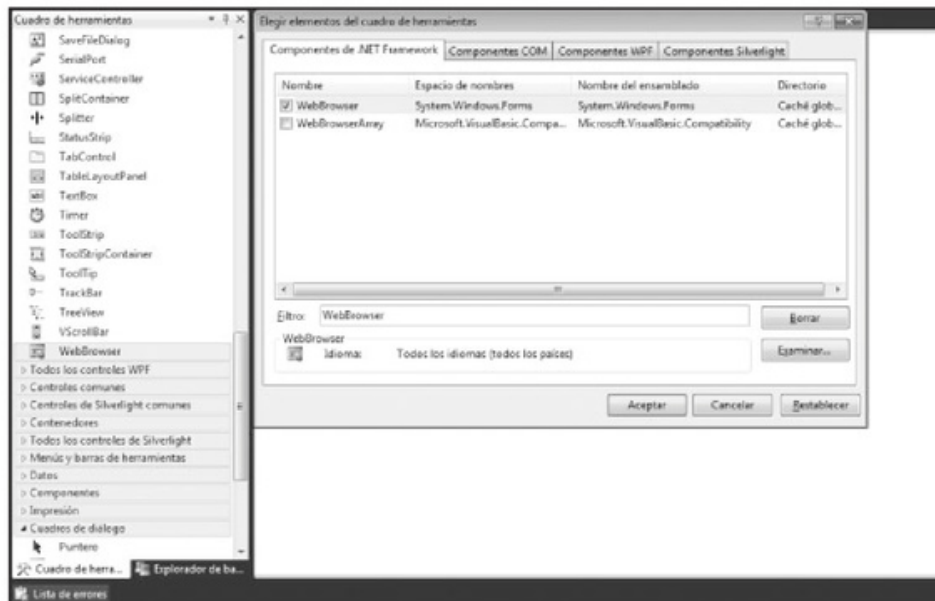 Cuadro de herramientas
SaveFileDialog
SerialPort
ServiceController
SplitContainer
Splitter
StatusStrip
TabControl
TableLayoutPanel
TextBox
Timer
ToolStrip
ToolStripContainer
ToolTip
TrackBar
TreeView
VScrollBar
WebBrowser
Todos los controles WPF
Controles comunes
Controles de Silverlight comunes
Contenedores
Todos los controles de Silverlight
Menús y barras de herramientas
Datos
Componentes
Impresión
Cuadros de diálogo
Puntero
Cuadro de herra...
Explorador de ba...
Lista de errores
Elegir elementos del cuadro de herramientas
Componentes de .NET Framework
Componentes COM
Componentes WPF
Componentes Silverlight
Nombre Espacio de nombres Nombre del ensamblado Directorio
WebBrowser System.Windows.Forms System.Windows.Forms Caché glob...
WebBrowserArray Microsoft.VisualBasic.Compa... Microsoft.VisualBasic.Compatibility Caché glob...
Filtro: WebBrowser
Borrar
WebBrowser
Idioma: Todos los idiomas (todos los países)
Examinar...
Aceptar
Cancelar
Restablecer